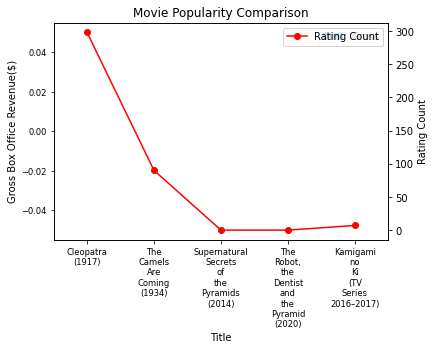 Movie Popularity Comparison
Rating Count
0.04
0.02
0.00
−0.02
−0.04
Gross Box Office Revenue($)
300
250
200
150
100
50
0
Rating Count
Cleopatra
(1917)
The
Camels
Are
Coming
(1934)
Supernatural
Secrets
of
the
Pyramids
(2014)
The
Robot,
the
Dentist
and
the
Pyramid
(2020)
Kamigami
no
Ki
(TV
Series
2016–2017)
Title